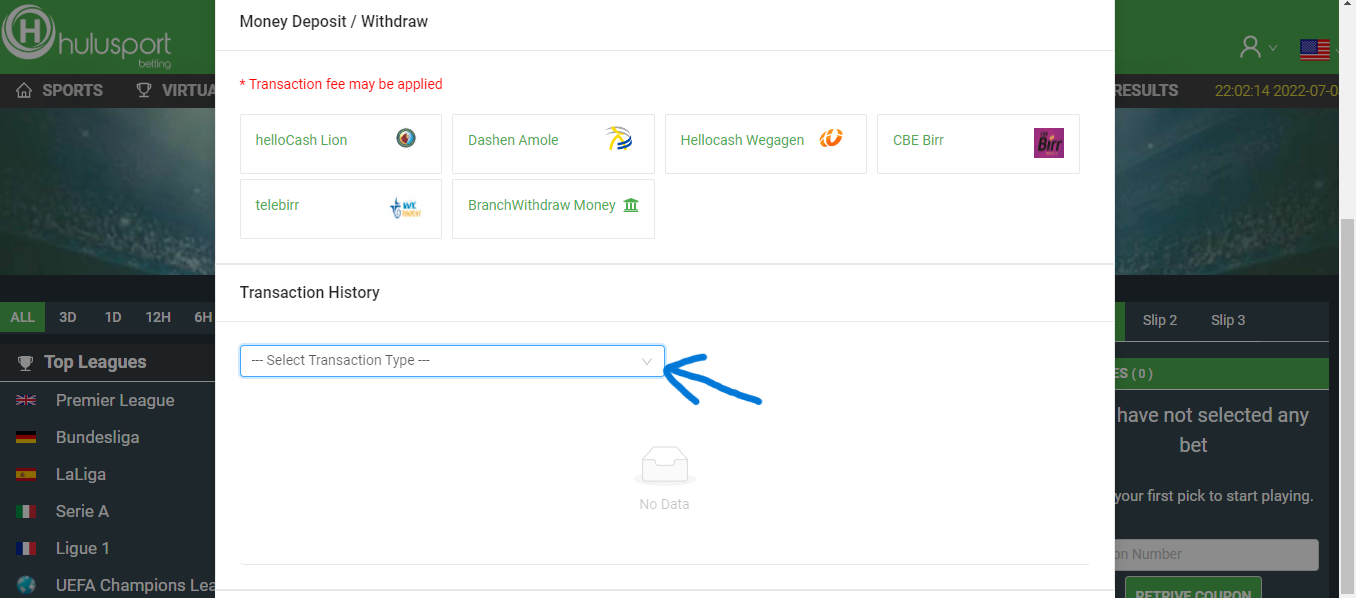 Money Deposit / Withdraw
hulusport
betting
SPORTS
VIRTUA
RESULTS
22:02:14 2022-07-0
* Transaction fee may be applied
helloCash Lion
Dashen Amole
Hellocash Wegagen
CBE Birr
Birr
telebirr
BranchWithdraw Money
Transaction History
ALL 3D 1D 12H 6H
Slip 2
Slip 3
--- Select Transaction Type ---
Top Leagues
ES ( 0 )
Premier League
have not selected any
bet
Bundesliga
LaLiga
No Data
your first pick to start playing.
Serie A
Ligue 1
on Number
UEFA Champions Lea
RETRIVE COUPON